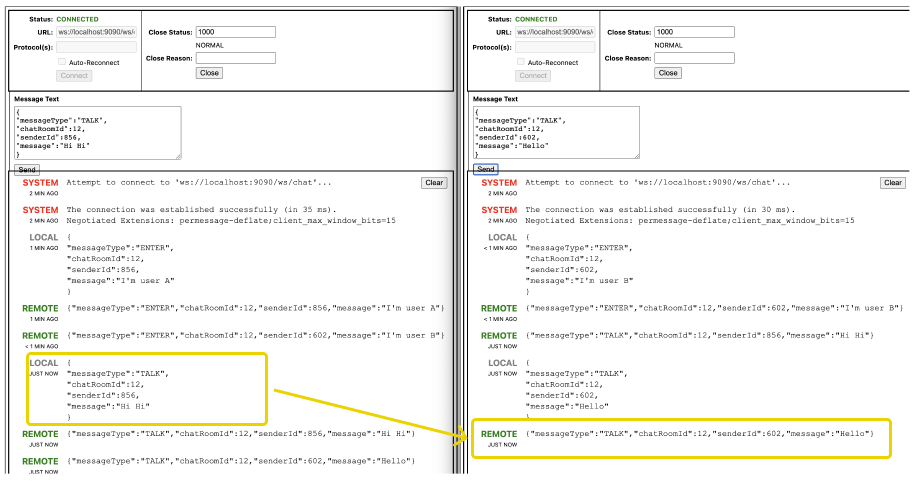 Status: CONNECTED
URL: ws://localhost:9090/ws/c
Protocol(s):
Auto-Reconnect
Connect
Close Status: 1000
NORMAL
Close Reason:
Close
Message Text
{
"messageType":"TALK",
"chatRoomId":12,
"senderId":856,
"message":"Hi Hi"
}
Send
Clear
SYSTEM Attempt to connect to 'ws://localhost:9090/ws/chat'...
2 MIN AGO
SYSTEM The connection was established successfully (in 35 ms).
2 MIN AGO Negotiated Extensions: permessage-deflate;client_max_window_bits=15
LOCAL {
1 MIN AGO "messageType":"ENTER",
"chatRoomId":12,
"senderId":856,
"message":"I'm user A"
}
REMOTE {"messageType":"ENTER","chatRoomId":12,"senderId":856,"message":"I'm user A"}
1 MIN AGO
REMOTE {"messageType":"ENTER","chatRoomId":12,"senderId":602,"message":"I'm user B"}
< 1 MIN AGO
LOCAL {
JUST NOW "messageType":"TALK",
"chatRoomId":12,
"senderId":856,
"message":"Hi Hi"
}
REMOTE {"messageType":"TALK","chatRoomId":12,"senderId":856,"message":"Hi Hi"}
JUST NOW
REMOTE {"messageType":"TALK","chatRoomId":12,"senderId":602,"message":"Hello"}
JUST NOW
Status: CONNECTED
URL: ws://localhost:9090/ws/
Protocol(s):
Auto-Reconnect
Connect
Close Status: 1000
NORMAL
Close Reason:
Close
Message Text
{
"messageType":"TALK",
"chatRoomId":12,
"senderId":602,
"message":"Hello"
}
Send
Clear
SYSTEM Attempt to connect to 'ws://localhost:9090/ws/chat'...
2 MIN AGO
SYSTEM The connection was established successfully (in 30 ms).
2 MIN AGO Negotiated Extensions: permessage-deflate;client_max_window_bits=15
LOCAL {
< 1 MIN AGO "messageType":"ENTER",
"chatRoomId":12,
"senderId":602,
"message":"I'm user B"
}
REMOTE {"messageType":"ENTER","chatRoomId":12,"senderId":602,"message":"I'm user B"}
< 1 MIN AGO
REMOTE {"messageType":"TALK","chatRoomId":12,"senderId":856,"message":"Hi Hi"}
JUST NOW
LOCAL {
JUST NOW "messageType":"TALK",
"chatRoomId":12,
"senderId":602,
"message":"Hello"
REMOTE {"messageType":"TALK","chatRoomId":12,"senderId":602,"message":"Hello"}
JUST NOW